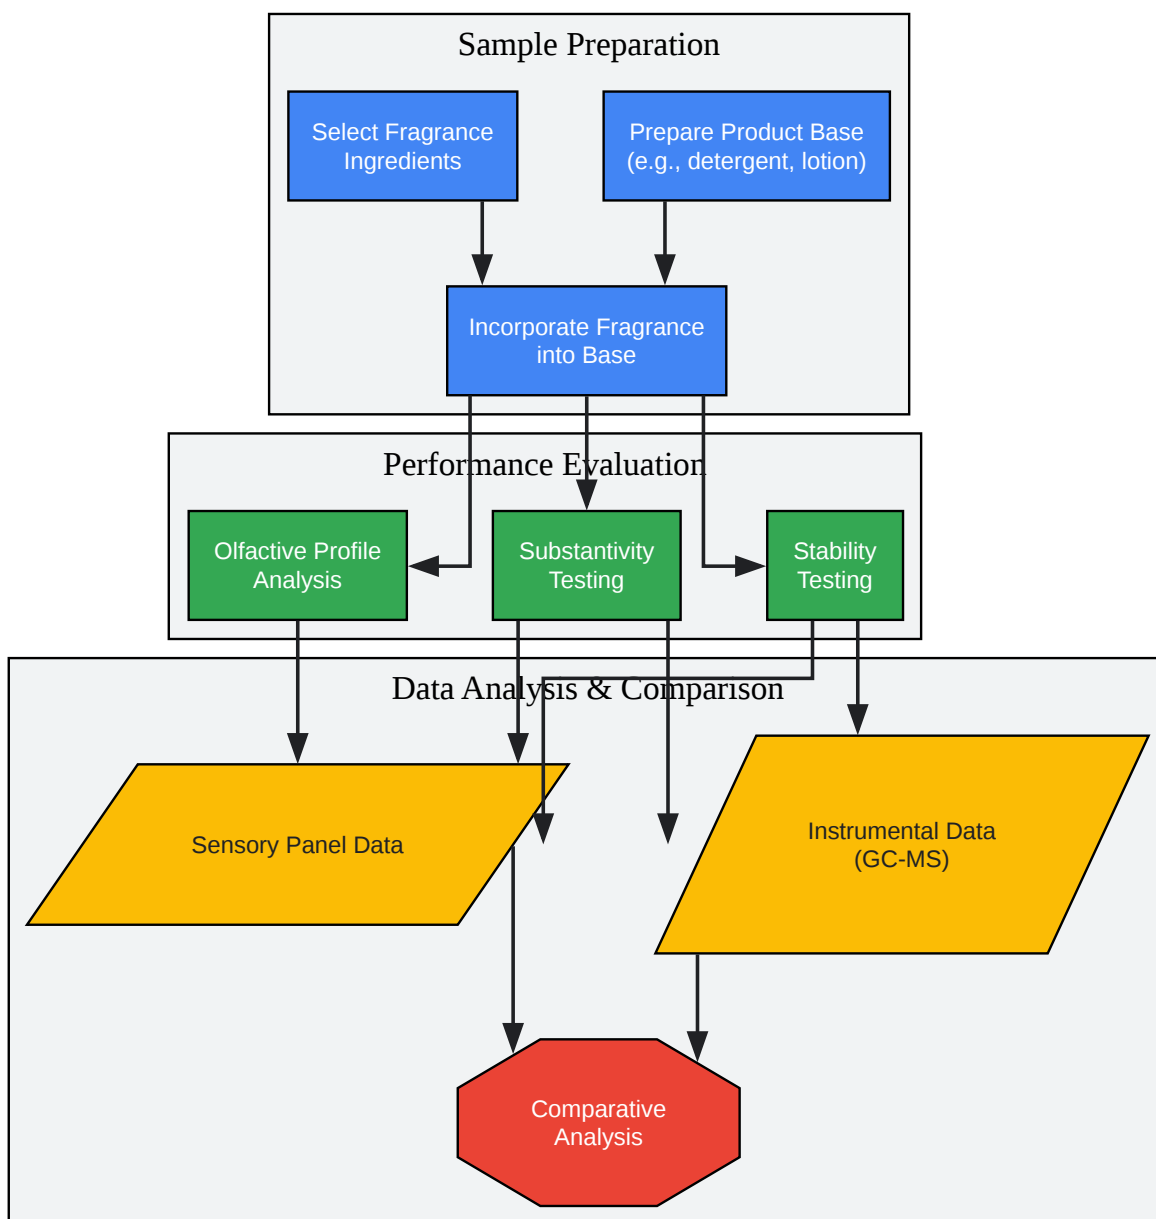 Sample Preparation
Select Fragrance
Ingredients
Prepare Product Base
(e.g., detergent, lotion)
Incorporate Fragrance
into Base
Performance Evaluation
Olfactive Profile
Analysis
Substantivity
Testing
Stability
Testing
Data Analysis & Comparison
Sensory Panel Data
Instrumental Data
(GC-MS)
Comparative
Analysis